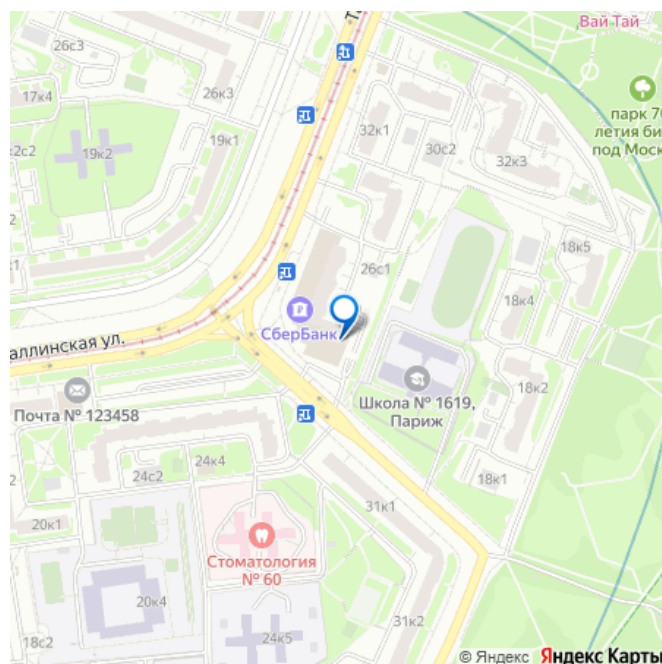 26с3
Вай Тай
17к4
26к3
парк 70
летия би
под Моск
32к1
19к1
30с2
с2
19к2
32к3
к1
18к5
26с1
18к4
СберБанк
аллинская ул.
18к2
Школа № 1619,
Париж
Почта № 123458
24к4
24с2
18к1
31к1
20к1
Стоматология
№ 60
20к4
31к2
18с2
24к5
© Яндекс Яндекс Карты